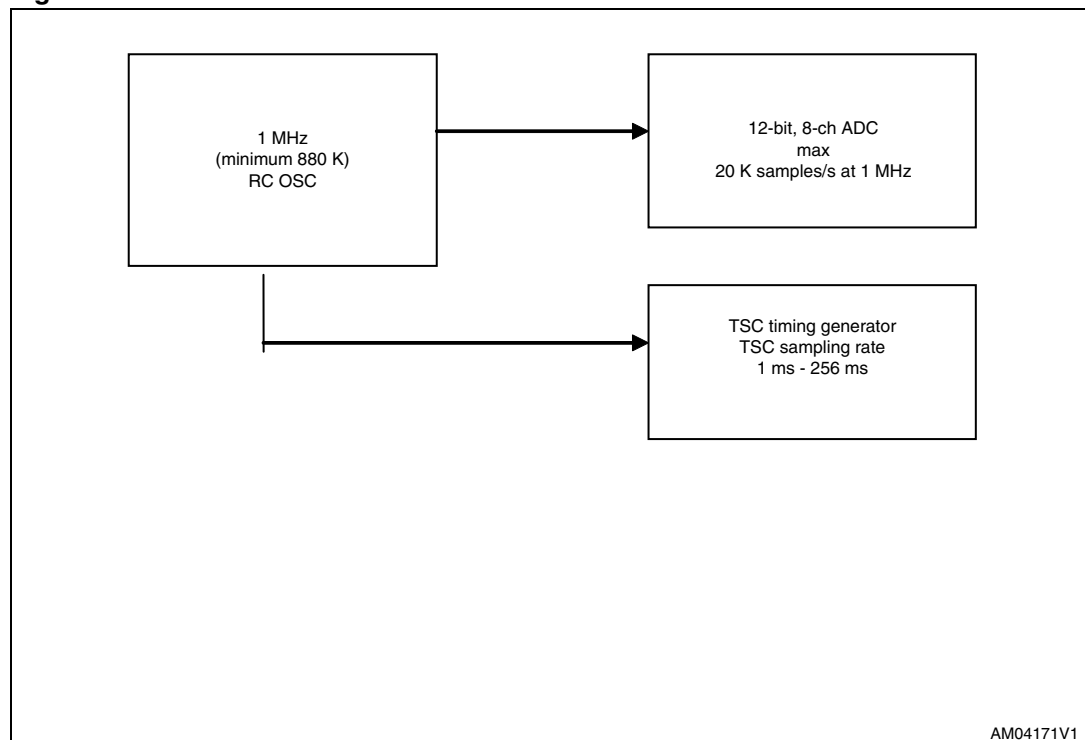 1 MHz
(minimum 880 K)
RC OSC
12-bit, 8-ch ADC
max
20 K samples/s at 1 MHz
TSC timing generator
TSC sampling rate
1 ms - 256 ms
AM04171V1